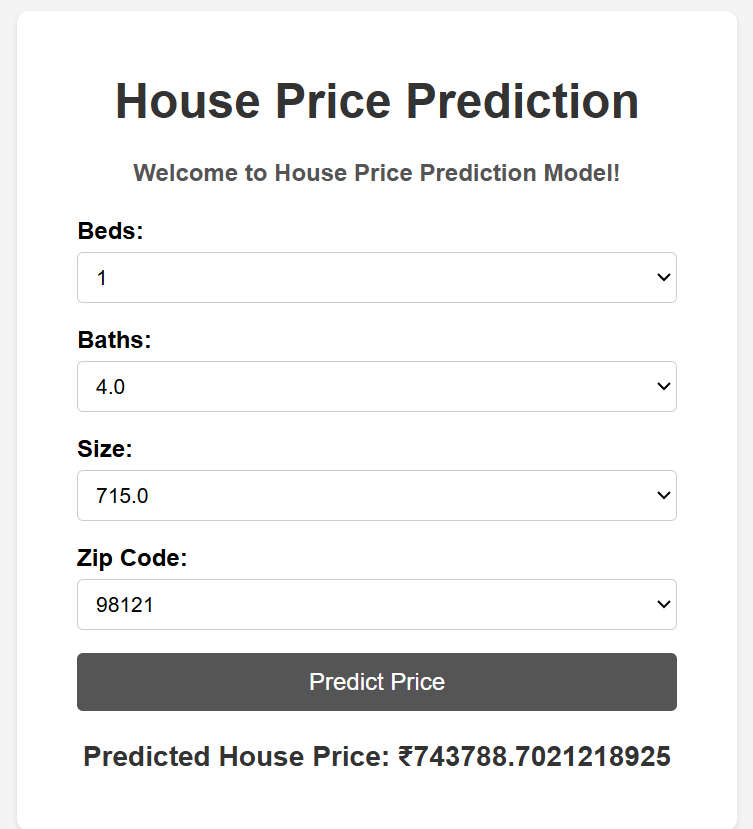 House Price Prediction
Welcome to House Price Prediction Model!
Beds:
1
Baths:
4.0
Size:
715.0
Zip Code:
98121
Predict Price
Predicted House Price: ₹743788.7021218925